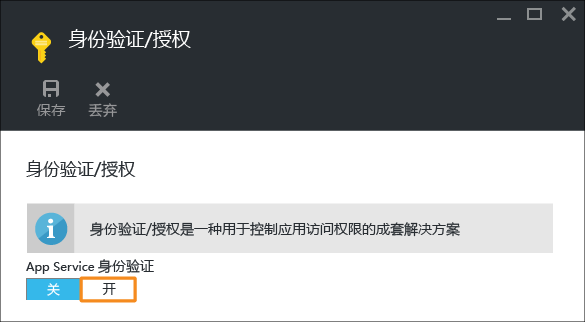 身份验证/授权
保存 丢弃
身份验证/授权
身份验证/授权是一种用于控制应用访问权限的成套解决方案
App Service 身份验证
关 开